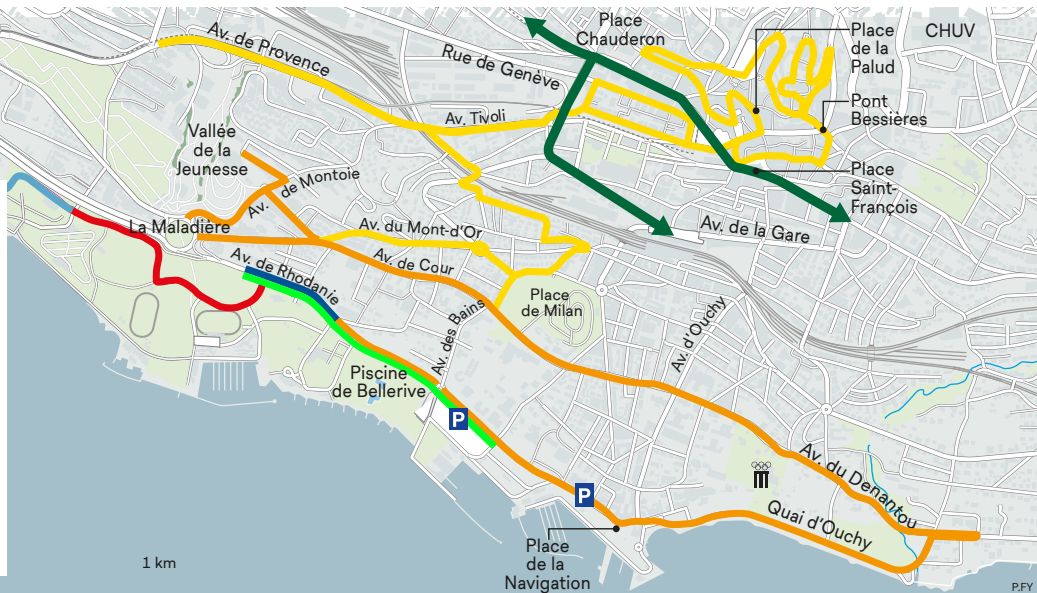 Av. de Provence
Rue de Genève
Place
Chauderon
Place
de la
Palud
CHUV
Pont
Bessières
Av. Tivoli
Vallée
de la
Jeunesse
Av. de Montoie
Place
Saint-
François
La Maladière
Av. du Mont-d'Or
Av. de la Gare
Av. de Rhodanie
Av. de Cour
Place
de Milan
Av. des Bains
Av. d'Ouchy
Piscine
de Bellerive
P
P
Av. du Denantou
Quai d'Ouchy
Place
de la
Navigation
1 km
P.FY